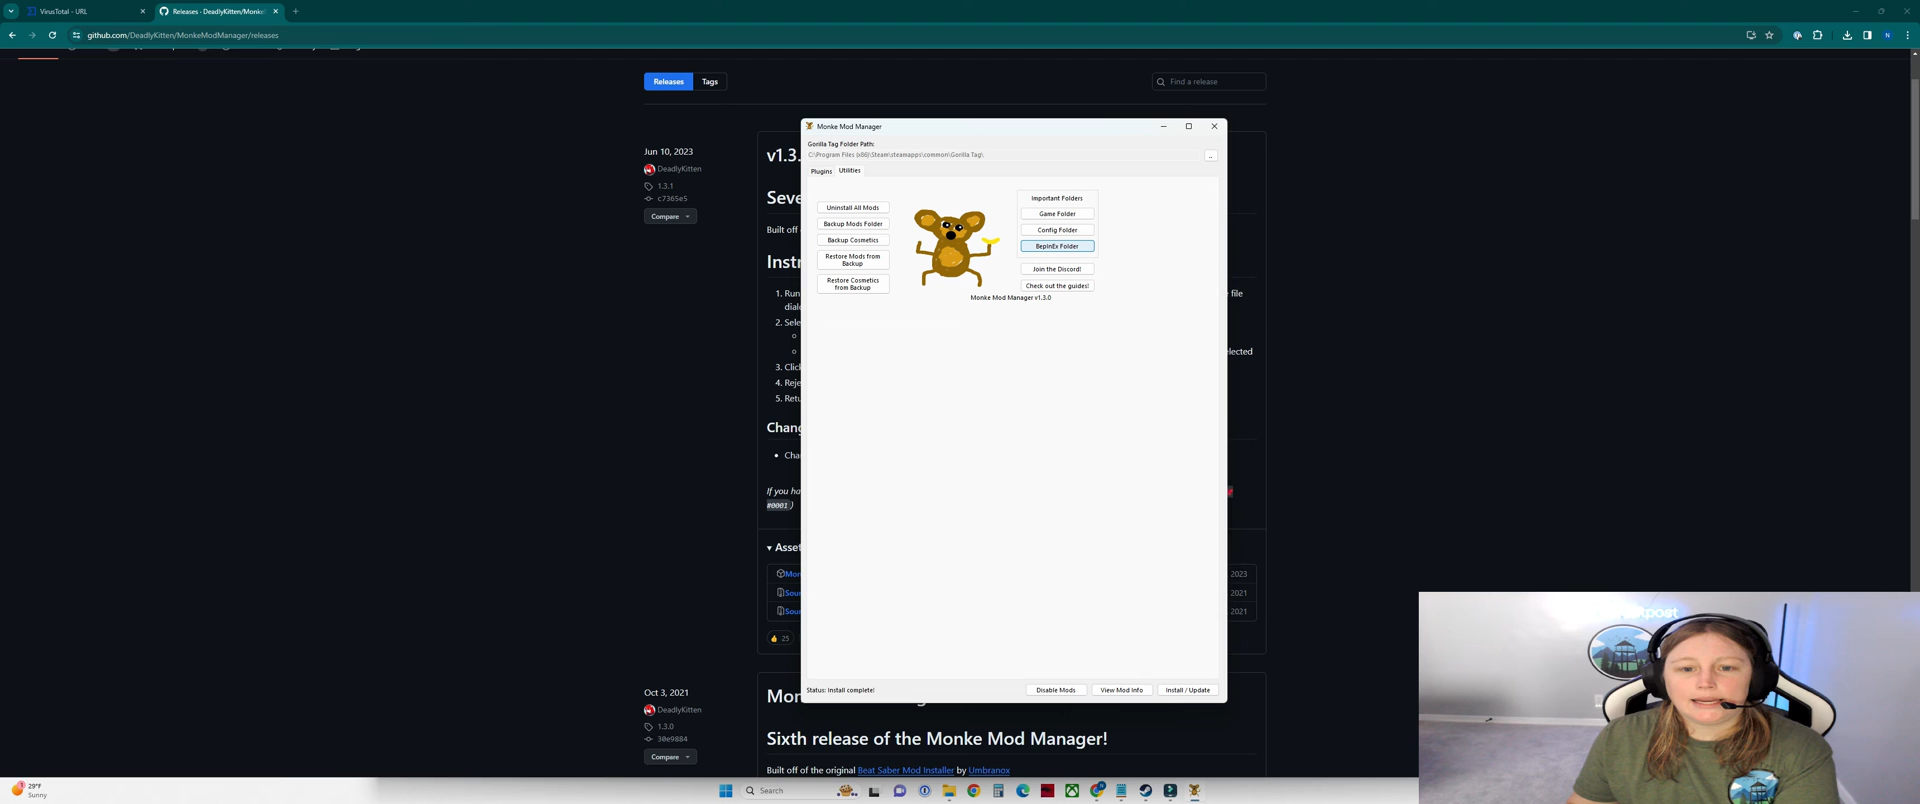 VirusTotal - URL
Releases · DeadlyKitten/Monke
github.com/DeadlyKitten/MonkeModManager/releases
N
Releases
Tags
Find a release
Jun 10, 2023
DeadlyKitten
1.3.1
c7365e5
Compare
v1.3.
Seve
Built off
Instr
1. Run
file
dialo
2. Sele
elected
3. Click
4. Reje
5. Retu
Chang
Cha
If you ha
#0001 )
Asset
Mon
2023
Sour
2021
Sour
2021
25
Monke Mod Manager
Gorilla Tag Folder Path:
C:\Program Files (x86)\Steam\steamapps\common\Gorilla Tag\
..
Plugins
Utilities
Uninstall All Mods
Backup Mods Folder
Backup Cosmetics
Restore Mods from
Backup
Restore Cosmetics
from Backup
Important Folders
Game Folder
Config Folder
BepInEx Folder
Join the Discord!
Check out the guides!
Monke Mod Manager v1.3.0
Status: Install complete!
Disable Mods
View Mod Info
Install / Update
Oct 3, 2021
DeadlyKitten
1.3.0
30e9884
Compare
Sixth release of the Monke Mod Manager!
Built off of the original Beat Saber Mod Installer by Umbranox
29°F
Sunny
Search